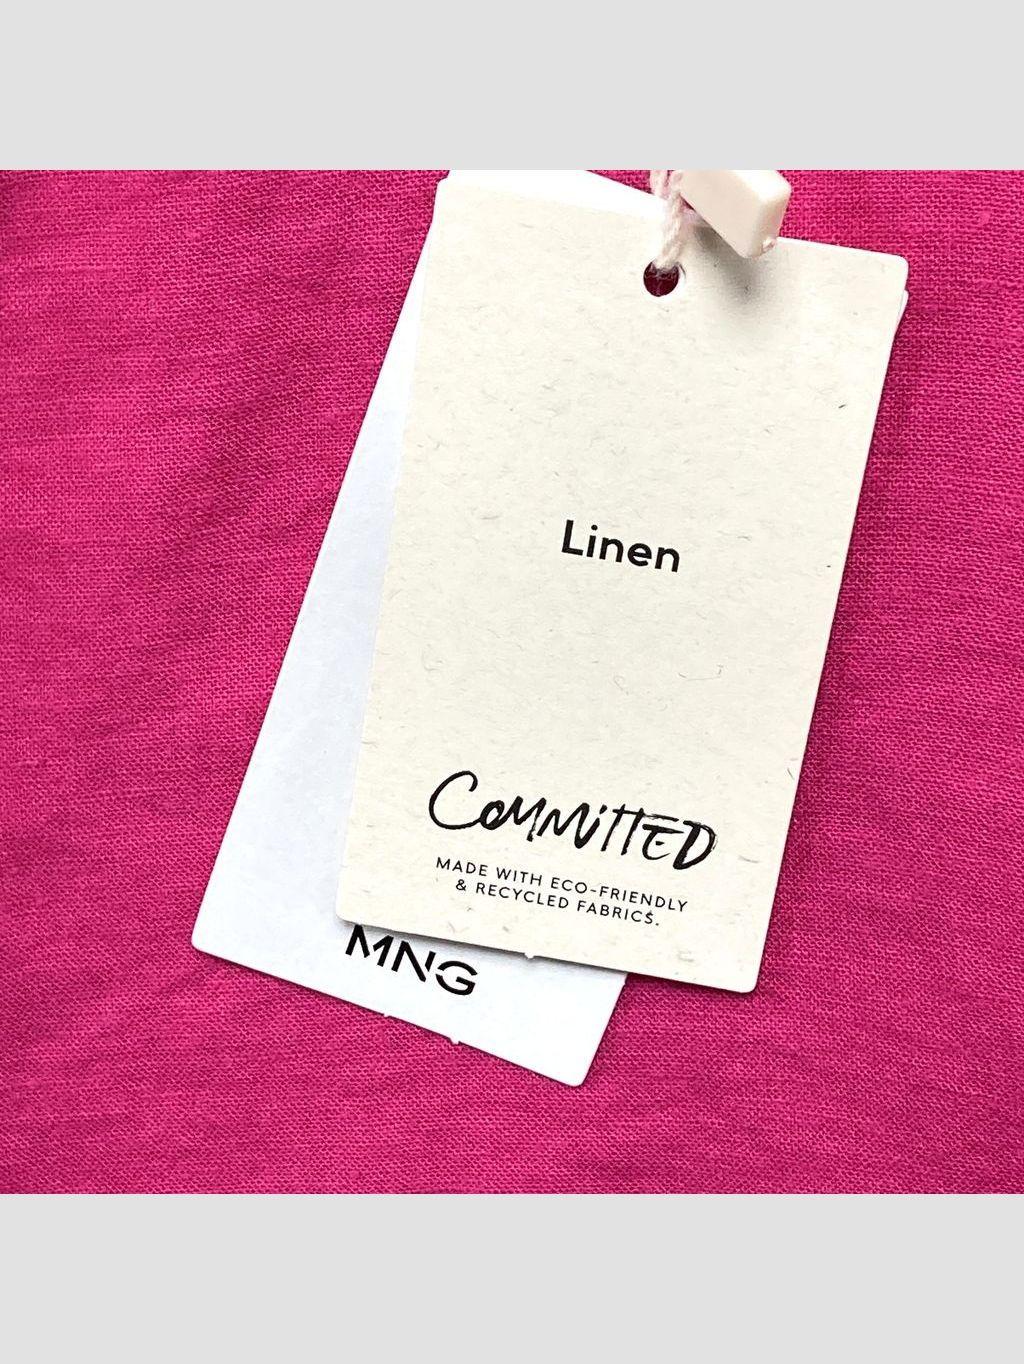 Linen
COMMITTED
MADE WITH ECO-FRIENDLY
& RECYCLED FABRICS.
MNG